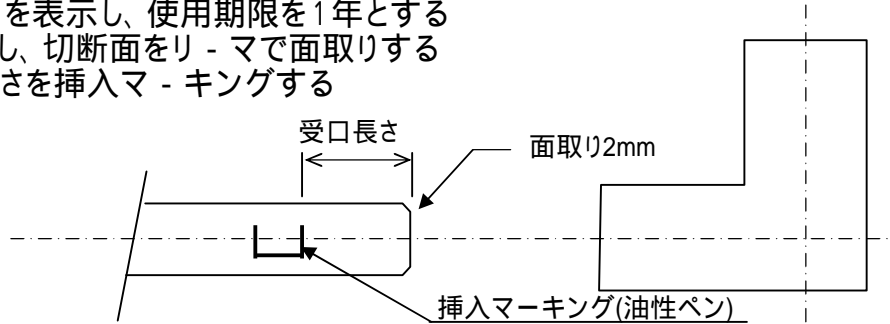 を表示し、使用期限を1年とする
し、切断面をリ - マで面取りする
さを挿入マ - キングする
受口長さ
面取り2mm
挿入マーキング(油性ペン)